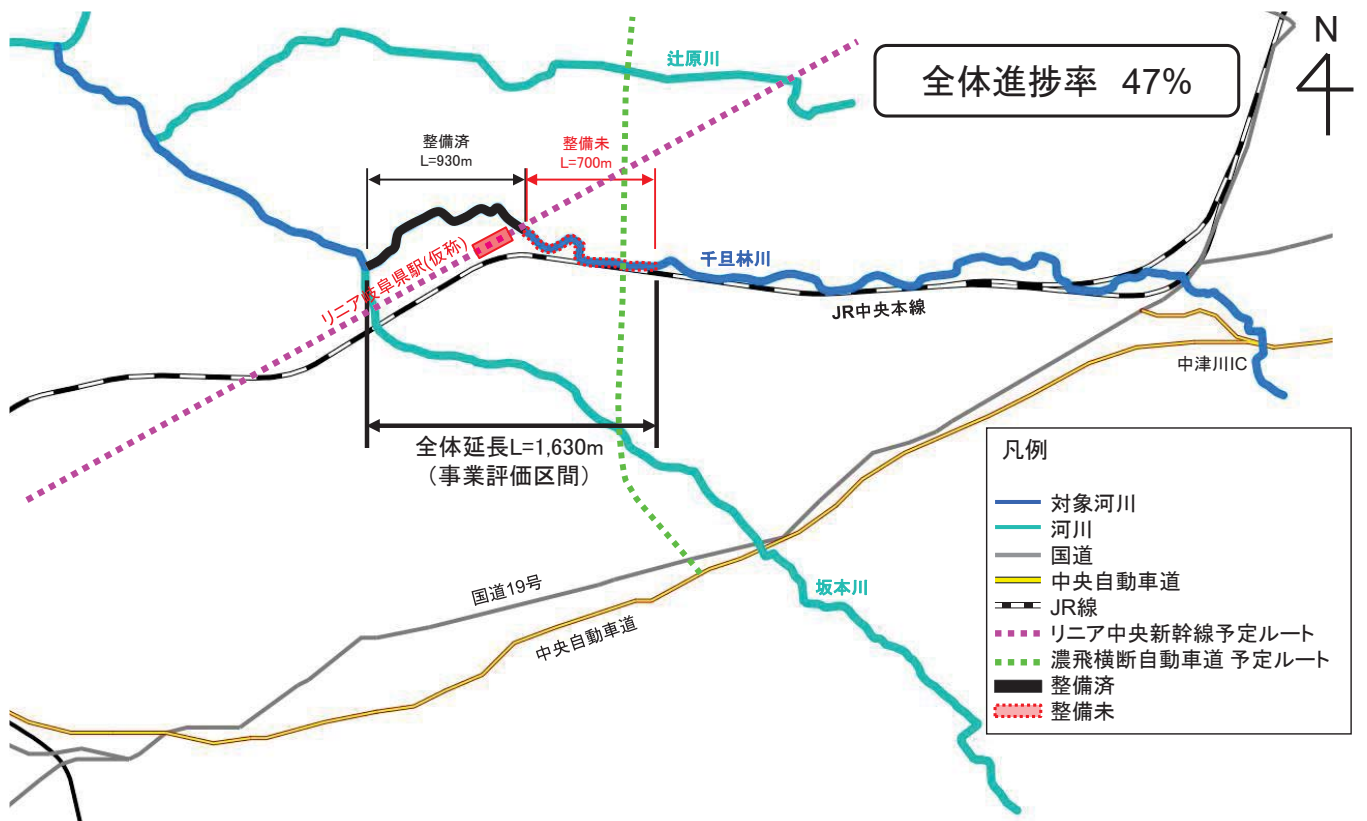 N
辻原川
全体進捗率 47%
整備済
L=930m
整備未
L=700m
リニア岐阜県駅(仮称)
千旦林川
JR中央本線
中津川IC
全体延長L=1,630m
(事業評価区間)
国道19号
中央自動車道
坂本川
凡例
対象河川
河川
国道
中央自動車道
JR線
リニア中央新幹線予定ルート
濃飛横断自動車道 予定ルート
整備済
整備未